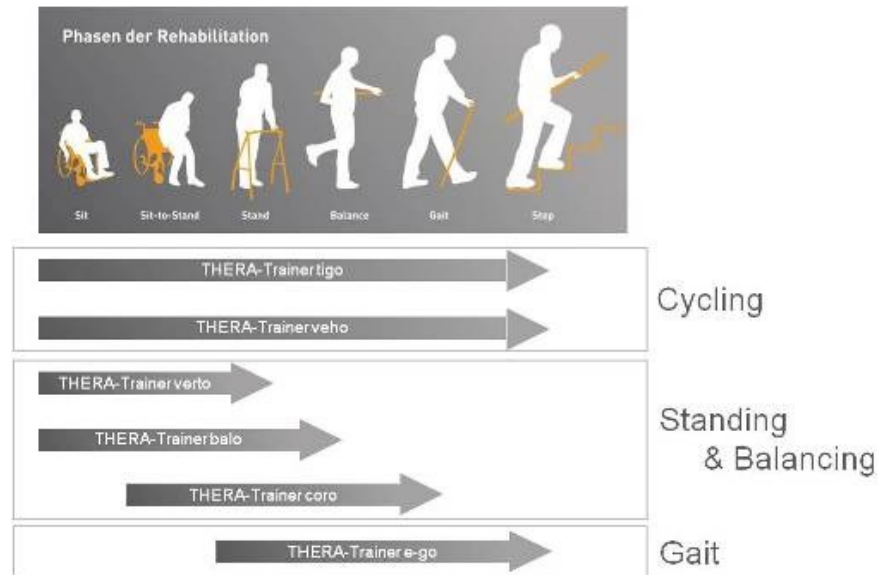 Phasen der Rehabilitation
Sit Sit-to-Stand Stand Balance Gait Step
THERA-Trainer tigo
Cycling
THERA-Trainer veho
THERA-Trainer verto
THERA-Trainer balo
Standing
& Balancing
THERA-Trainer coro
THERA-Trainer e-go
Gait